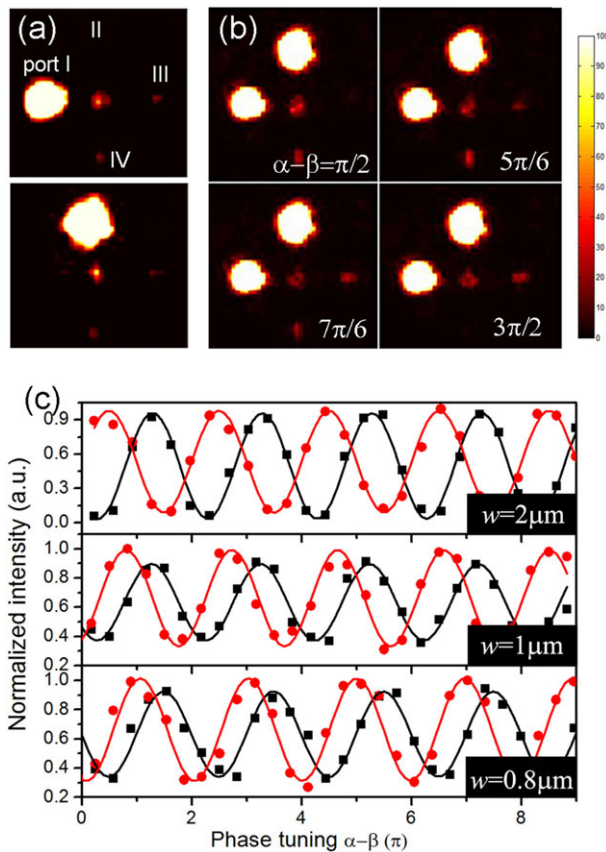 (a)
II
port I
III
IV
(b)
α−β=π/2
5π/6
7π/6
3π/2
100
90
80
70
60
50
40
30
20
10
0
(c)
Normalized intensity (a.u.)
0.9
0.6
0.3
0.0
w=2μm
1.0
0.8
0.6
0.4
0.2
w=1μm
1.0
0.8
0.6
0.4
0.2
w=0.8μm
0 2 4 6 8
Phase tuning α−β (π)